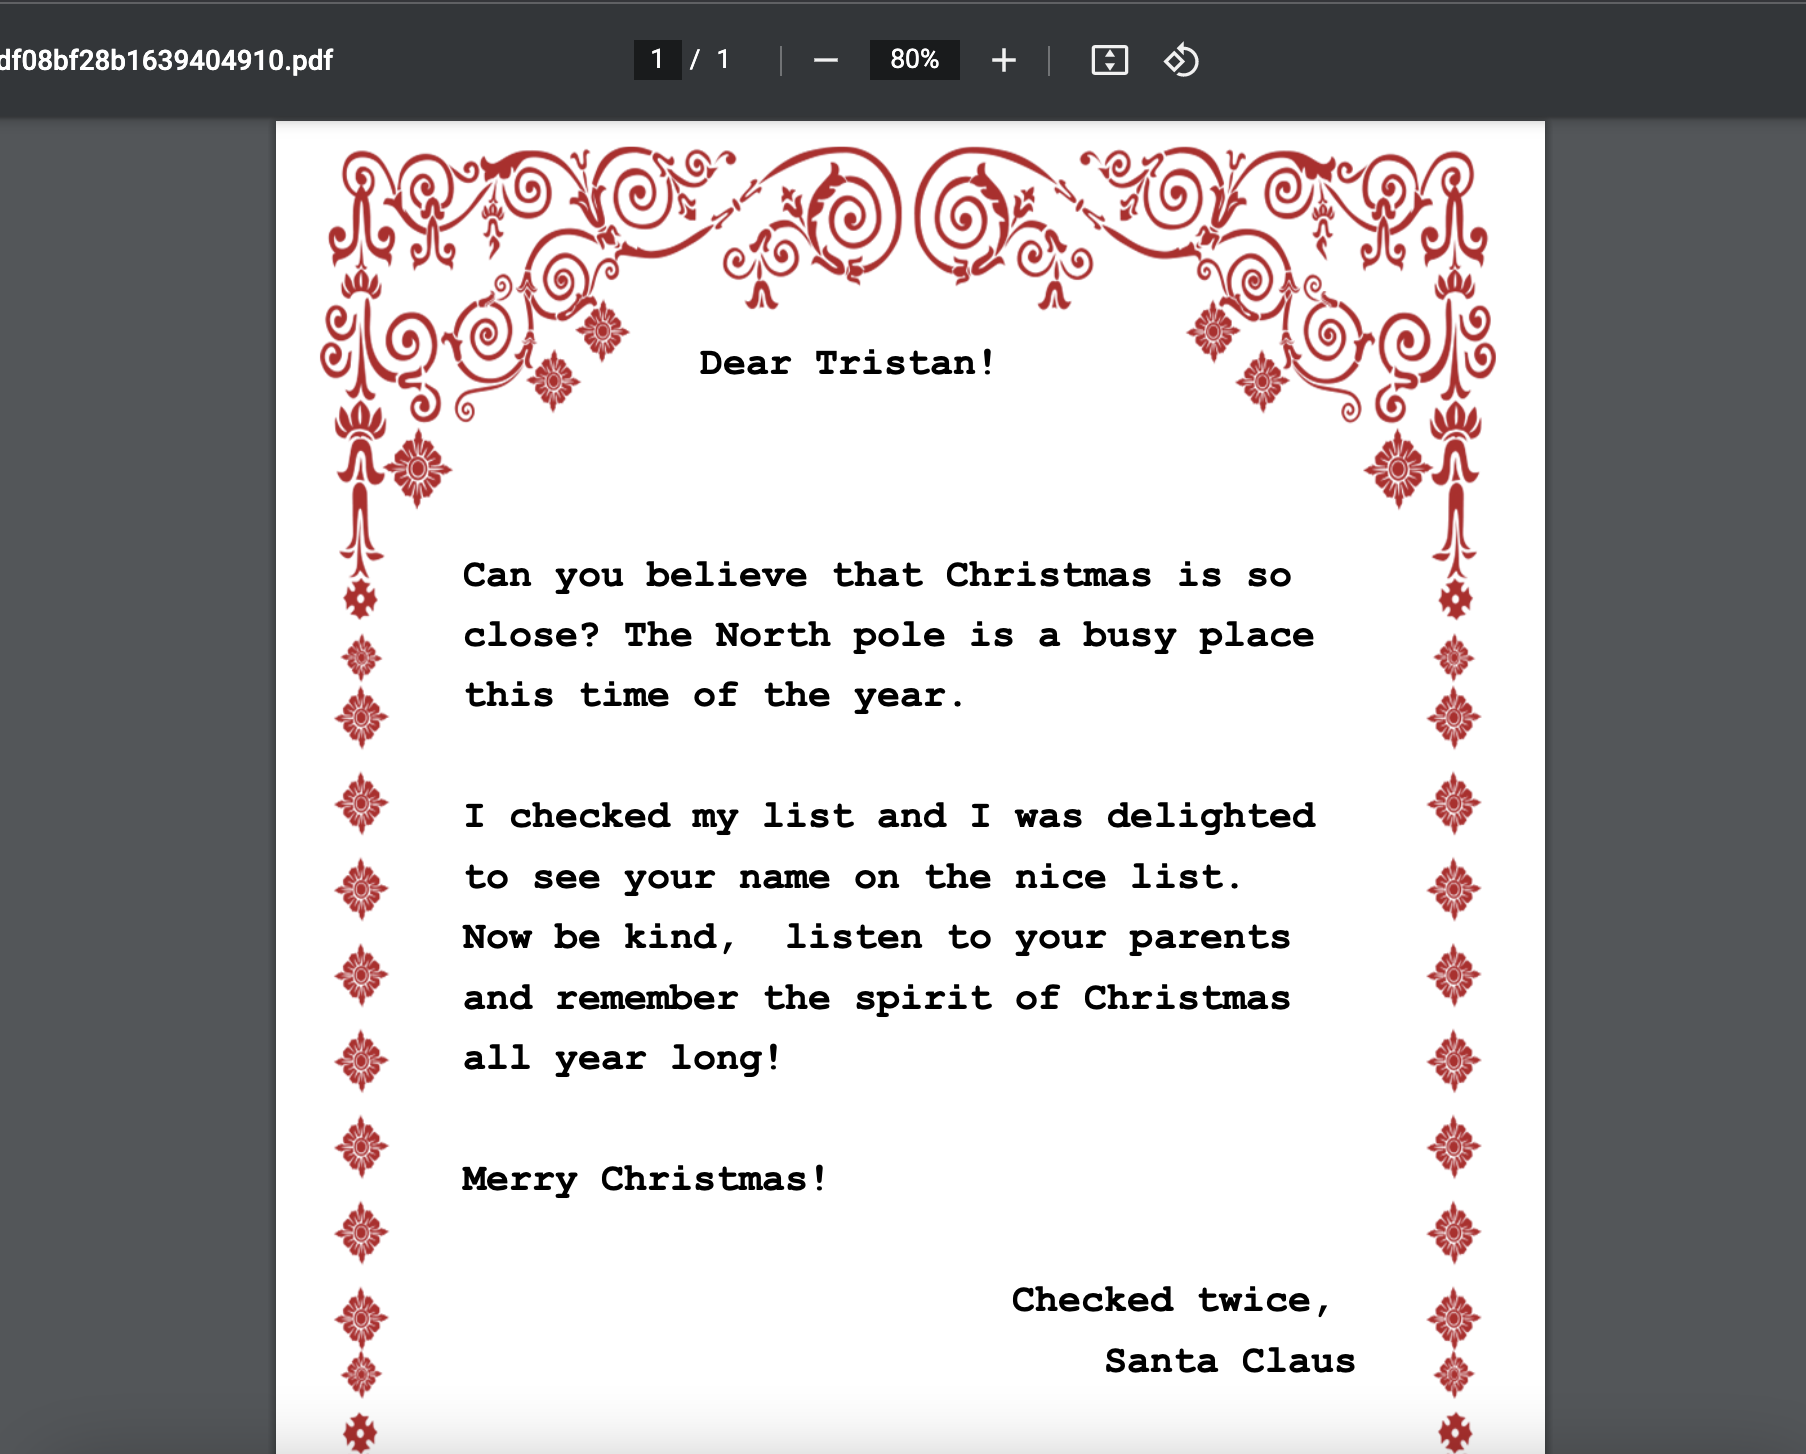 df08bf28b1639404910.pdf
1 / 1
80%
Dear Tristan!
Can you believe that Christmas is so
close? The North pole is a busy place
this time of the year.
I checked my list and I was delighted
to see your name on the nice list.
Now be kind,  listen to your parents
and remember the spirit of Christmas
all year long!
Merry Christmas!
Checked twice,
Santa Claus